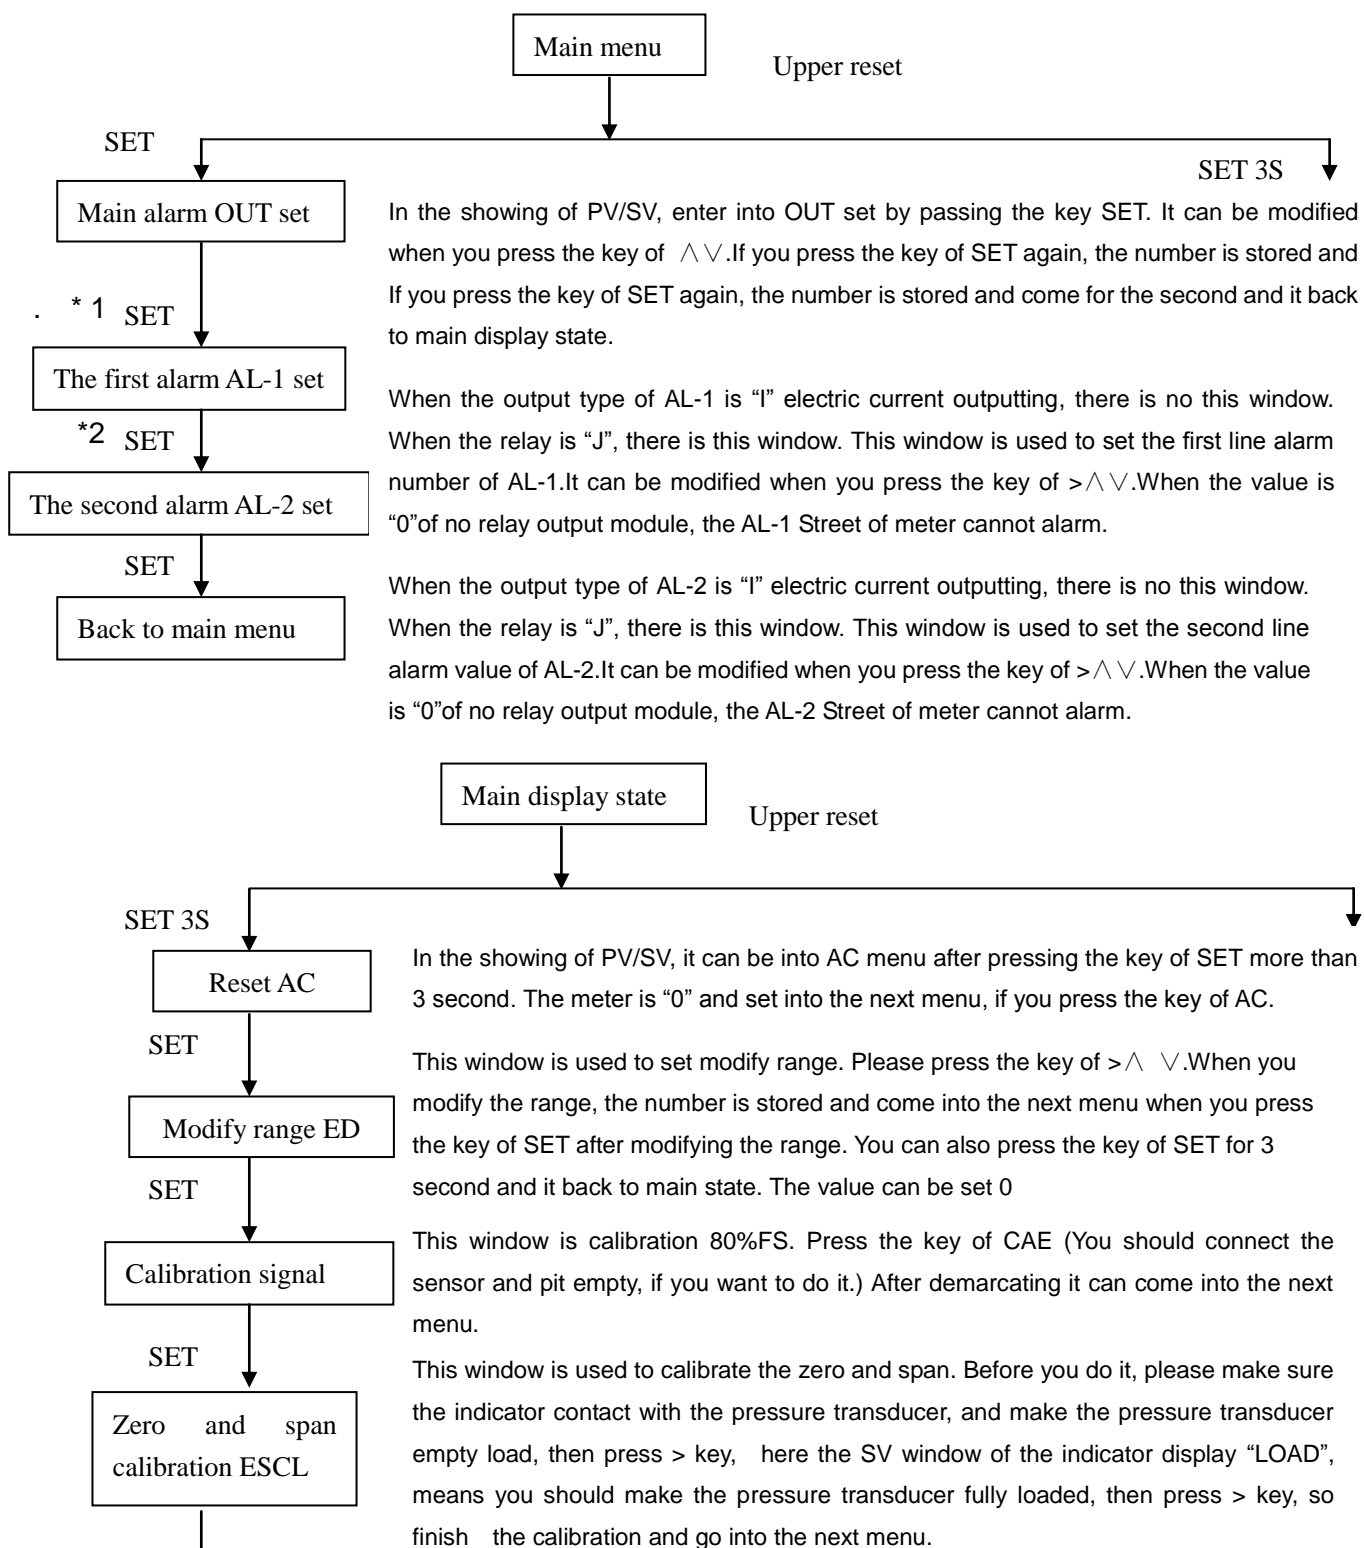 Main menu
Upper reset
SET
SET 3S
Main alarm OUT set
In the showing of PV/SV, enter into OUT set by passing the key SET. It can be modified
when you press the key of ∧∨.If you press the key of SET again, the number is stored and
If you press the key of SET again, the number is stored and come for the second and it back
to main display state.
. * 1 SET
The first alarm AL-1 set
When the output type of AL-1 is “I” electric current outputting, there is no this window.
When the relay is “J”, there is this window. This window is used to set the first line alarm
number of AL-1.It can be modified when you press the key of >∧∨.When the value is
“0”of no relay output module, the AL-1 Street of meter cannot alarm.
*2 SET
The second alarm AL-2 set
SET
Back to main menu
When the output type of AL-2 is “I” electric current outputting, there is no this window.
When the relay is “J”, there is this window. This window is used to set the second line
alarm value of AL-2.It can be modified when you press the key of >∧∨.When the value
is “0”of no relay output module, the AL-2 Street of meter cannot alarm.
Main display state
Upper reset
SET 3S
Reset AC
In the showing of PV/SV, it can be into AC menu after pressing the key of SET more than
3 second. The meter is “0” and set into the next menu, if you press the key of AC.
SET
Modify range ED
This window is used to set modify range. Please press the key of >∧ ∨.When you
modify the range, the number is stored and come into the next menu when you press
the key of SET after modifying the range. You can also press the key of SET for 3
second and it back to main state. The value can be set 0
SET
Calibration signal
This window is calibration 80%FS. Press the key of CAE (You should connect the
sensor and pit empty, if you want to do it.) After demarcating it can come into the next
menu.
SET
Zero and span
calibration ESCL
This window is used to calibrate the zero and span. Before you do it, please make sure
the indicator contact with the pressure transducer, and make the pressure transducer
empty load, then press > key, here the SV window of the indicator display “LOAD”,
means you should make the pressure transducer fully loaded, then press > key, so
finish the calibration and go into the next menu.